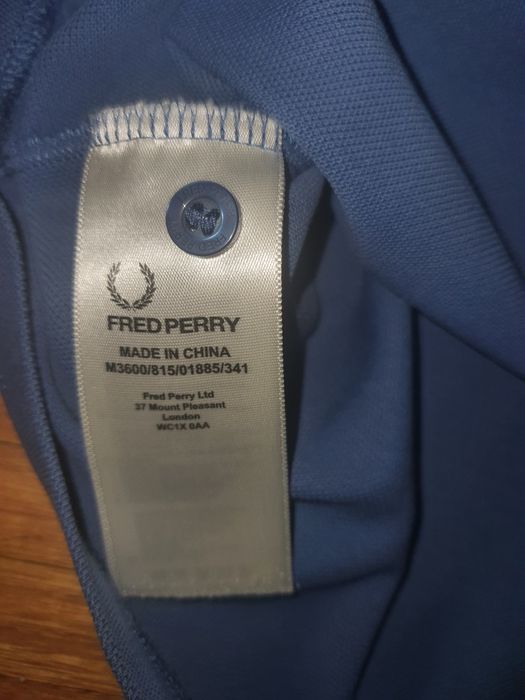 FRED PERRY
MADE IN CHINA
M3600/815/01885/341
Fred Perry Ltd
37 Mount Pleasant
London
WC1X 0AA